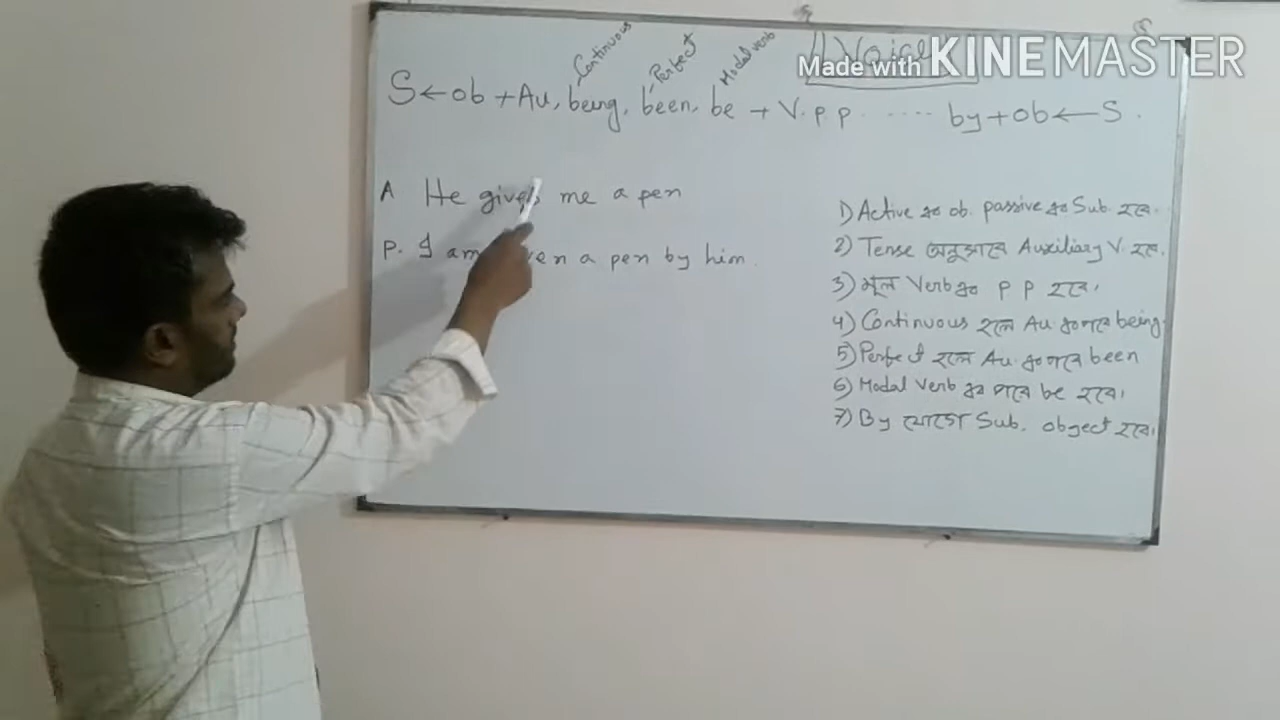 Voice
Made with KINEMASTER
Continuous Perfect Modal verb
S←ob + Au, being, been, be + V.p.p ..... by+ob←S.
A He gives me a pen
P. I am given a pen by him.
1) Active এর ob. passive এর Sub. হবে.
2) Tense অনুসারে Auxiliary V. হবে.
3) মূল Verb এর p p হবে।
4) Continuous হলে Au. এর পরে being.
5) Perfect হলে Au. এর পরে been
6) Modal Verb এর পরে be হবে।
7) By যোগে Sub. object হবে।